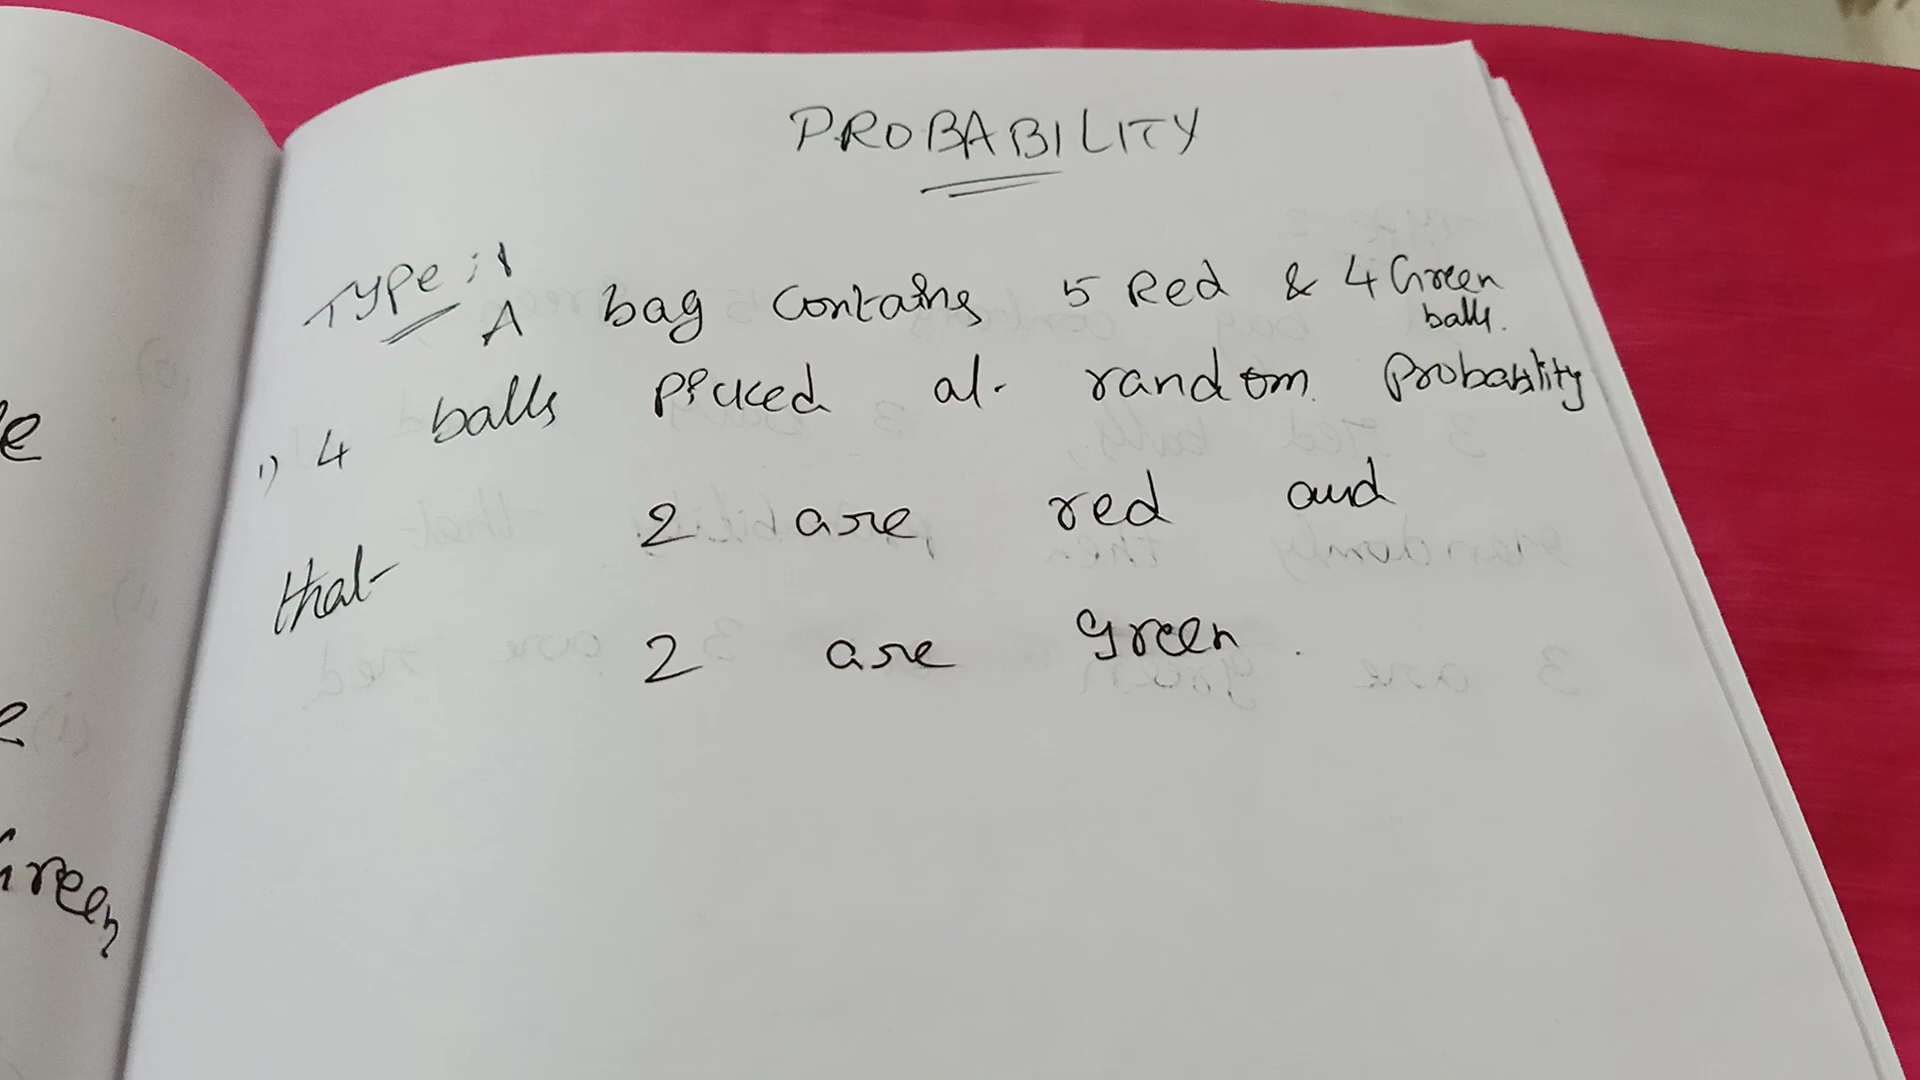 PROBABILITY
Type: 1
A bag contains 5 Red & 4 Green balls.
1) 4 balls picked at random. Probability
that 2 are red and
2 are green.
e
e
Green